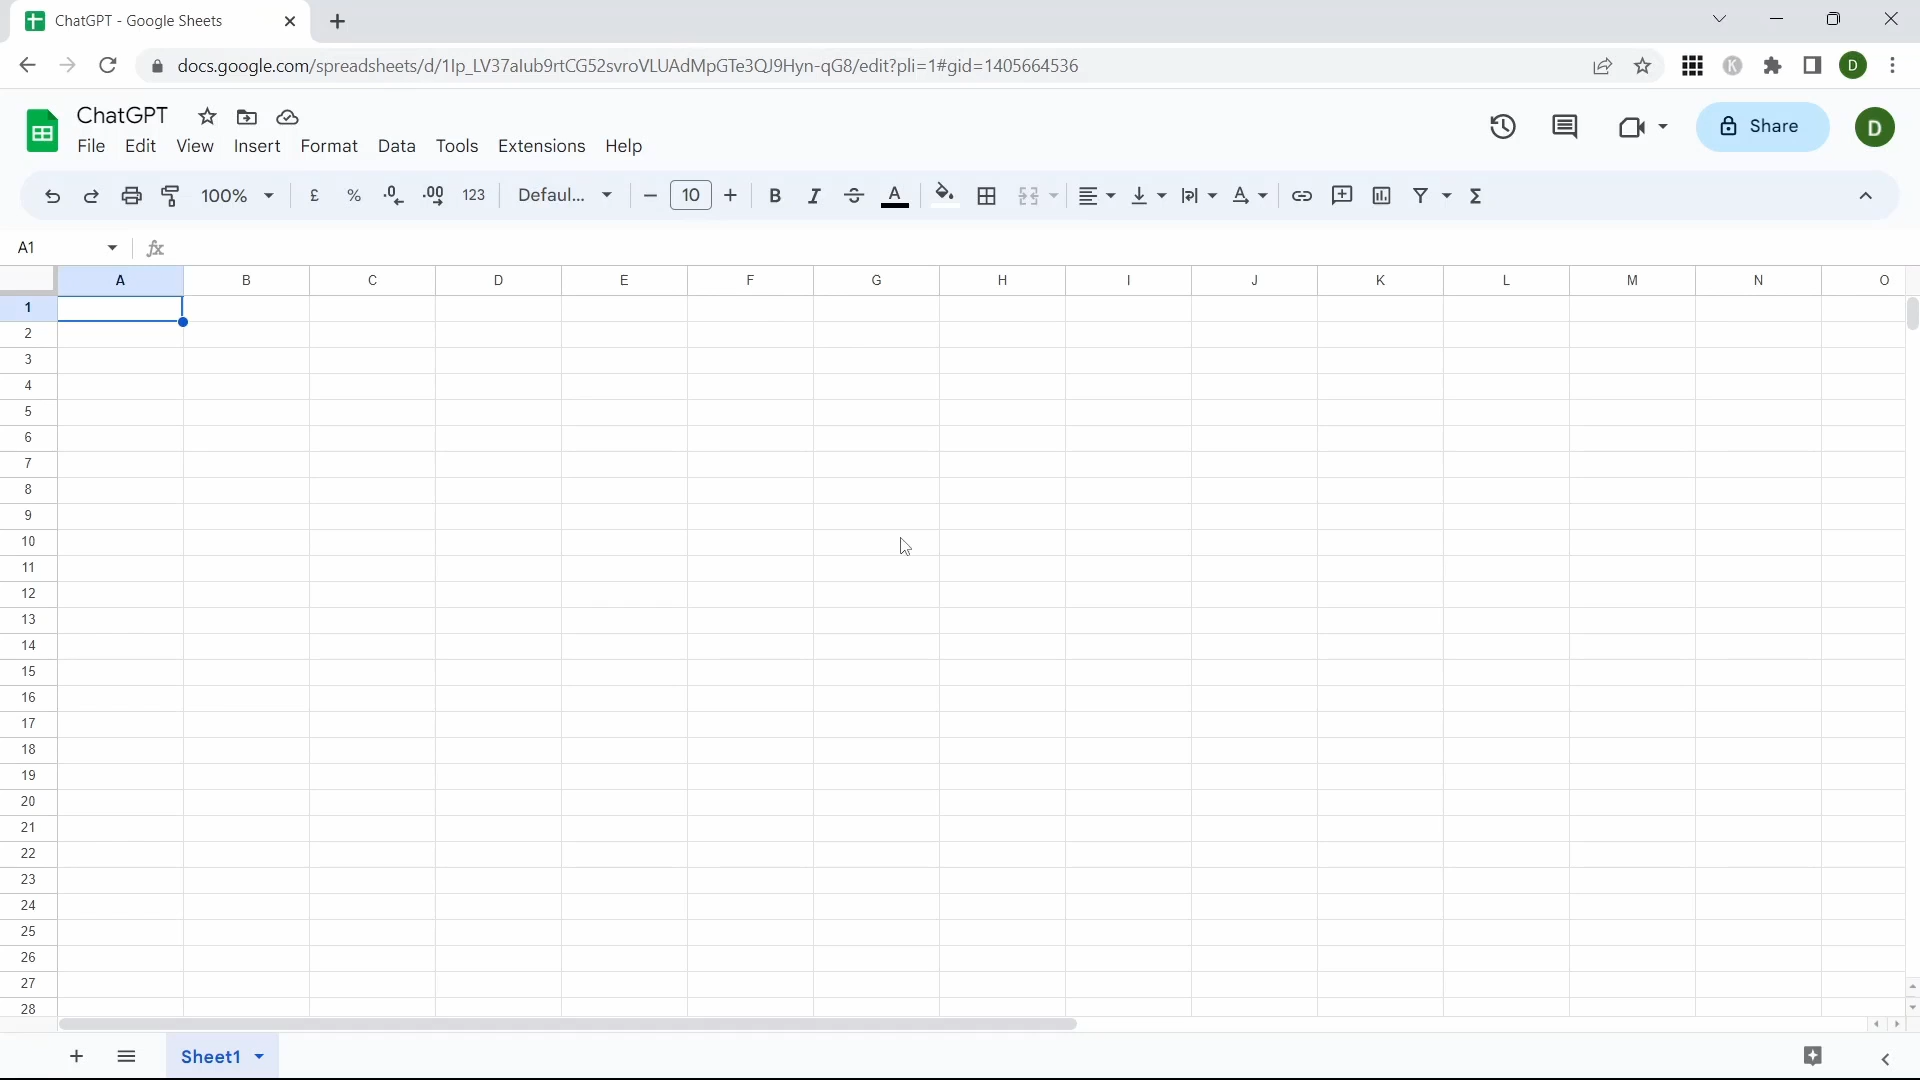 ChatGPT - Google Sheets
docs.google.com/spreadsheets/d/1Ip_LV37alub9rtCG52svroVLUAdMpGTe3QJ9Hyn-qG8/edit?pli=1#gid=1405664536
K
D
ChatGPT
File Edit View Insert Format Data Tools Extensions Help
Share
D
100% £ % .0 .00 123 Defaul... 10 B I S A A Σ
A1 fx
A B C D E F G H I J K L M N O
1
2
3
4
5
6
7
8
9
10
11
12
13
14
15
16
17
18
19
20
21
22
23
24
25
26
27
28
Sheet1